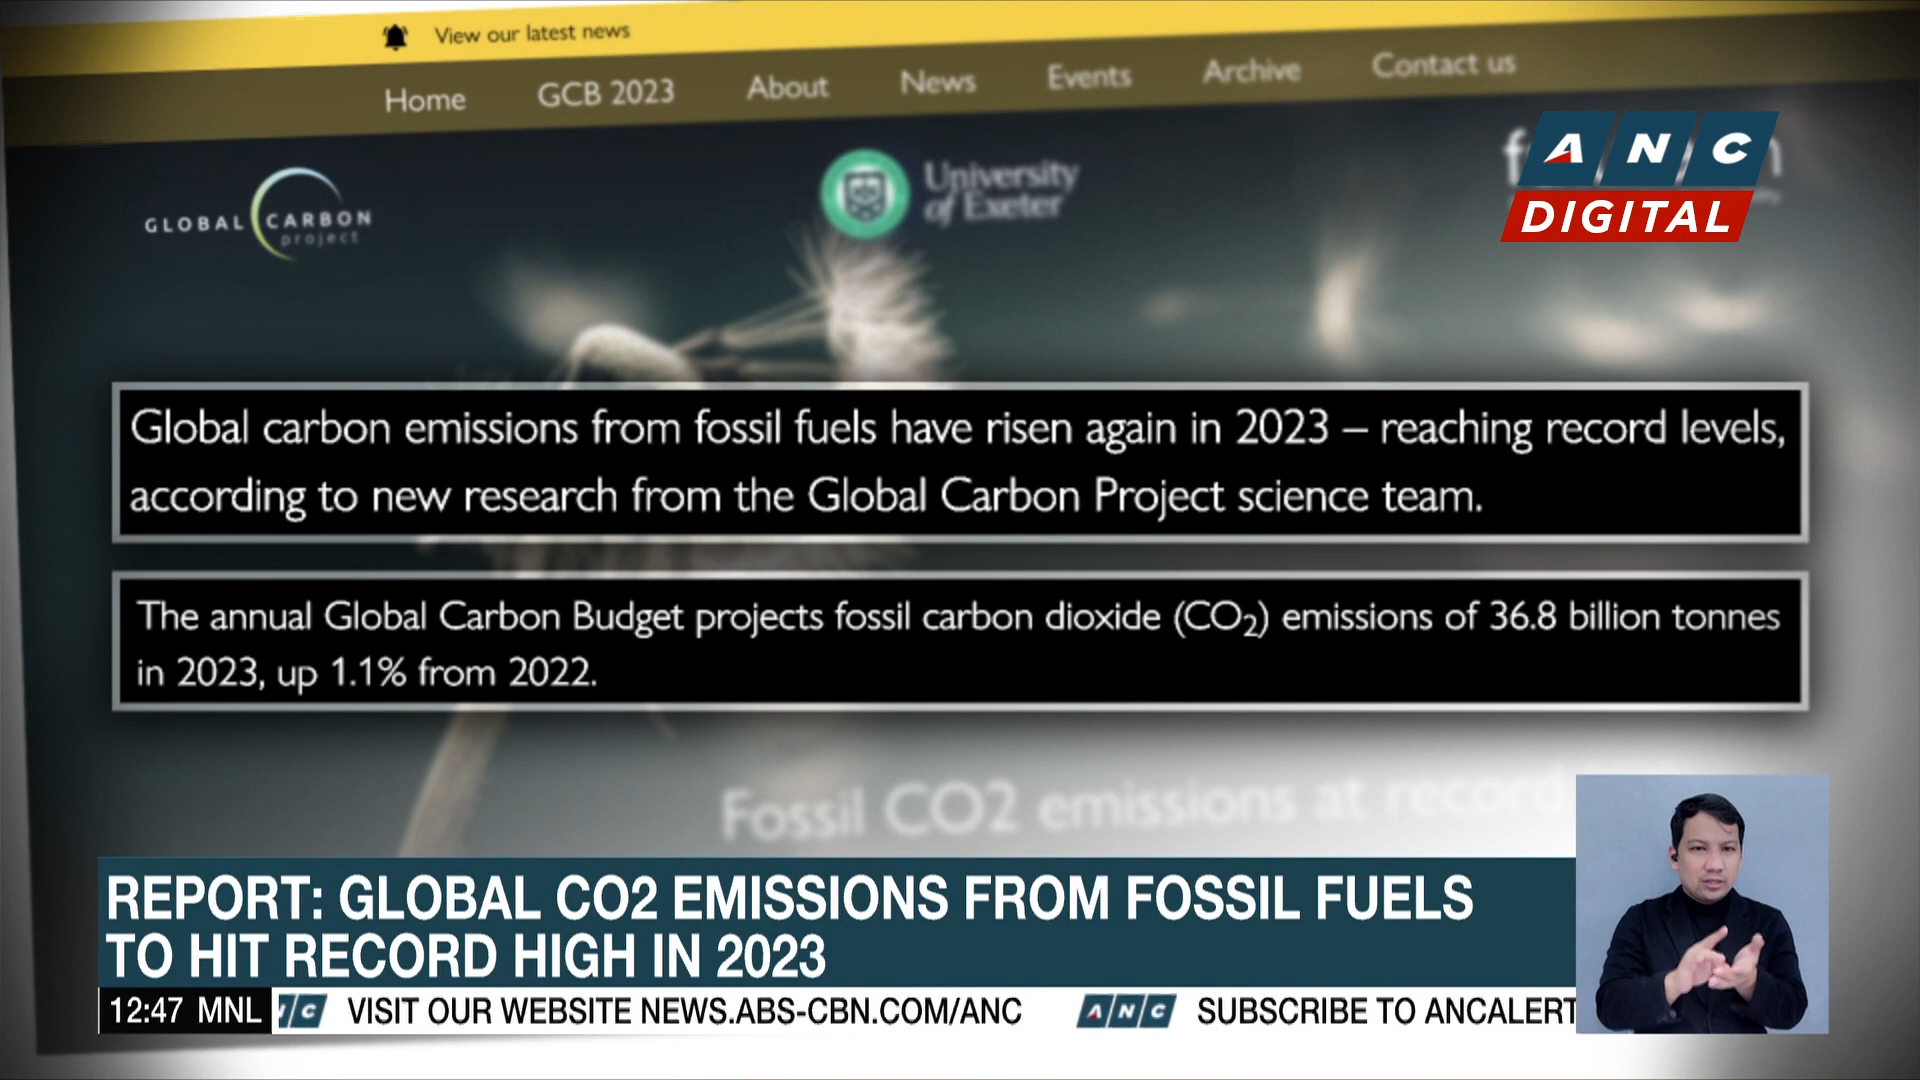 View our latest news
Home GCB 2023 About News Events Archive Contact us
GLOBAL CARBON
project
University
of Exeter
ANC
DIGITAL
Global carbon emissions from fossil fuels have risen again in 2023 – reaching record levels,
according to new research from the Global Carbon Project science team.
The annual Global Carbon Budget projects fossil carbon dioxide (CO₂) emissions of 36.8 billion tonnes
in 2023, up 1.1% from 2022.
Fossil CO2 emissions at record
REPORT: GLOBAL CO2 EMISSIONS FROM FOSSIL FUELS
TO HIT RECORD HIGH IN 2023
12:47 MNL NC VISIT OUR WEBSITE NEWS.ABS-CBN.COM/ANC ANC SUBSCRIBE TO ANCALERT